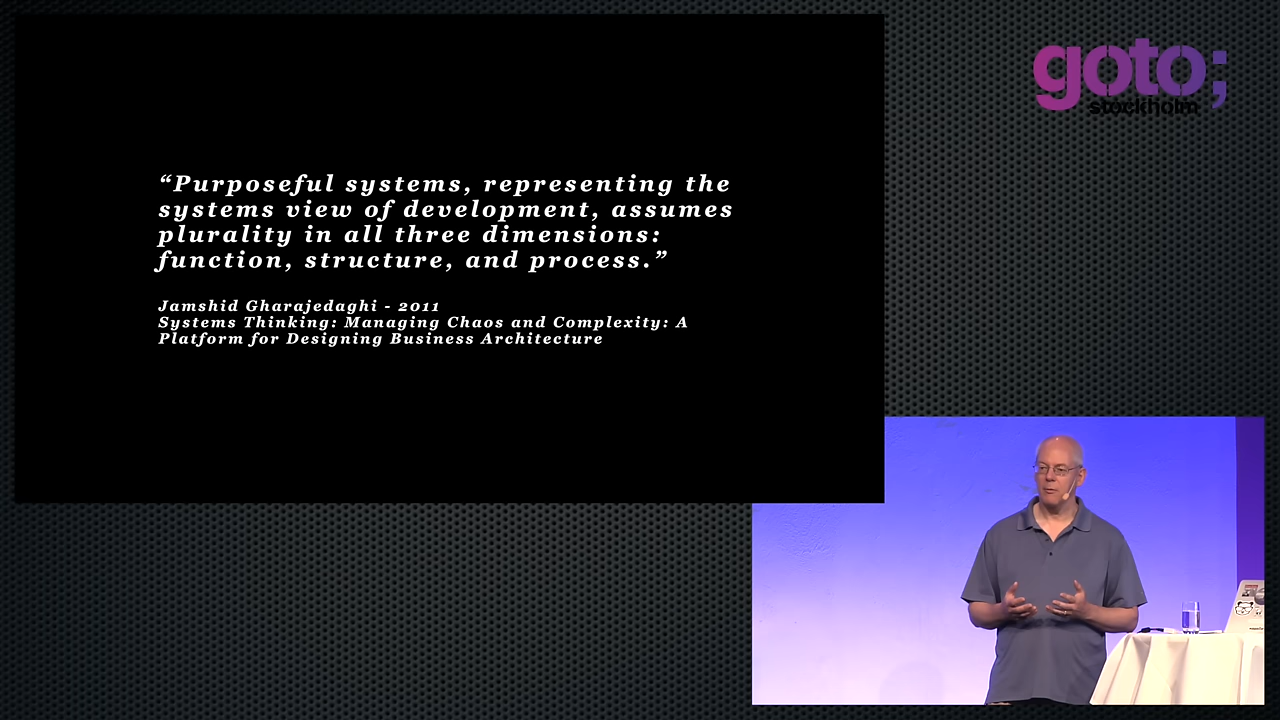 goto;
stockholm
“Purposeful systems, representing the
systems view of development, assumes
plurality in all three dimensions:
function, structure, and process.”
Jamshid Gharajedaghi - 2011
Systems Thinking: Managing Chaos and Complexity: A
Platform for Designing Business Architecture